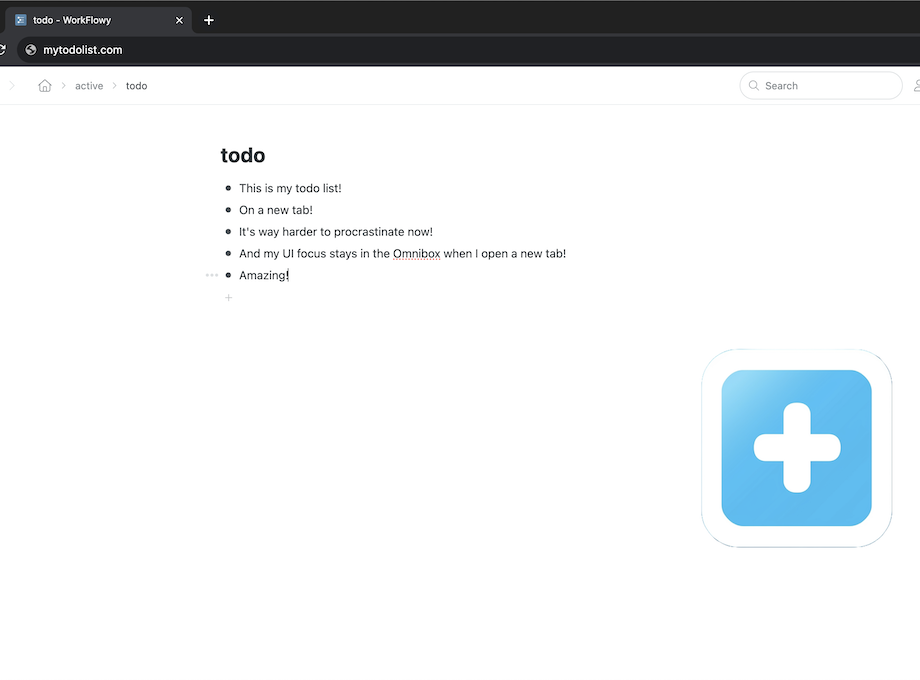 todo - WorkFlowy
mytodolist.com
active
todo
Search
todo
This is my todo list!
On a new tab!
It's way harder to procrastinate now!
And my UI focus stays in the Omnibox when I open a new tab!
Amazing!